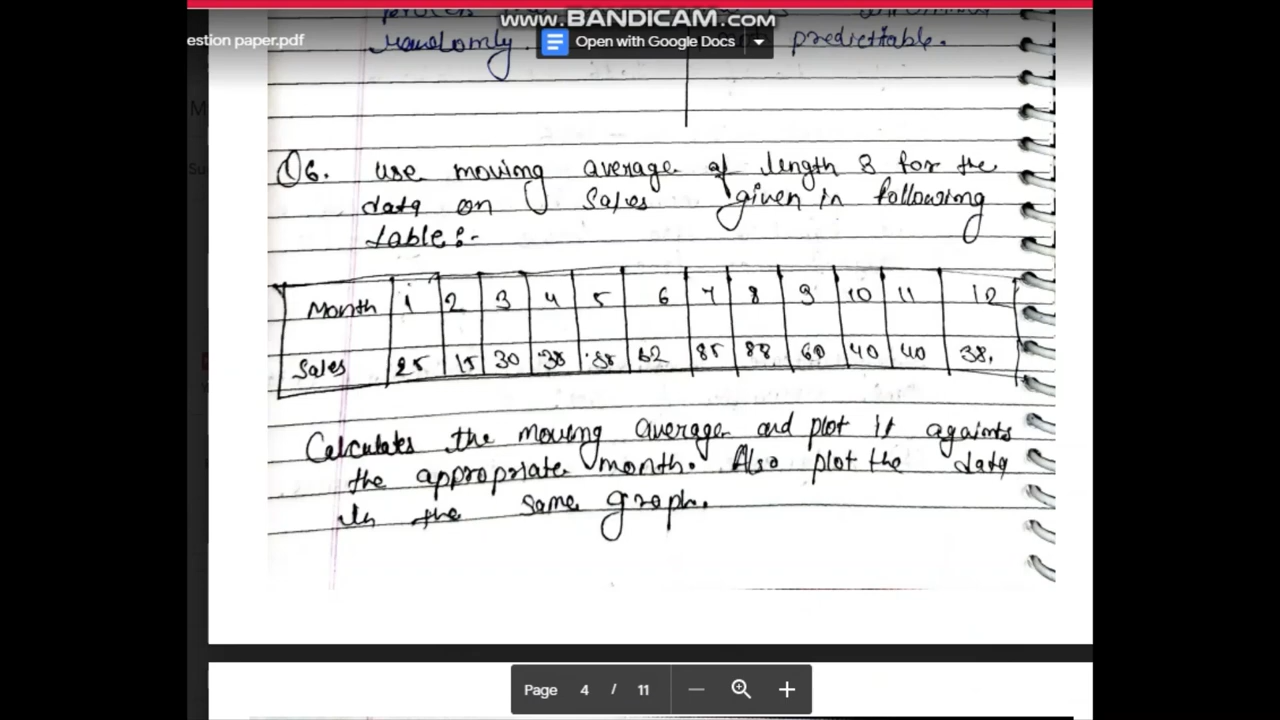 www.BANDICAM.com
estion paper.pdf
Open with Google Docs
randomly. predicttable.
Q6. Use moving average of length 3 for the
data on Sales given in following
table:-
Month 1 2 3 4 5 6 7 8 9 10 11 12
Sales 25 15 30 38 58 62 85 88 60 40 40 38.
Calculates the moving average and plot it againts
the appropriate month. Also plot the data
in the same graph.
Page 4 / 11